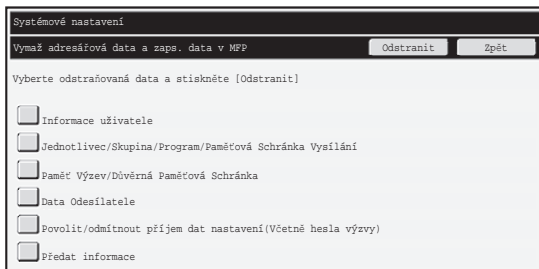 Systémové nastavení
Vymaž adresářová data a zaps. data v MFP Odstranit Zpět
Vyberte odstraňovaná data a stiskněte [Odstranit]
Informace uživatele
Jednotlivec/Skupina/Program/Paměťová Schránka Vysílání
Paměť Výzev/Důvěrná Paměťová Schránka
Data Odesílatele
Povolit/odmítnout příjem dat nastavení(Včetně hesla výzvy)
Předat informace